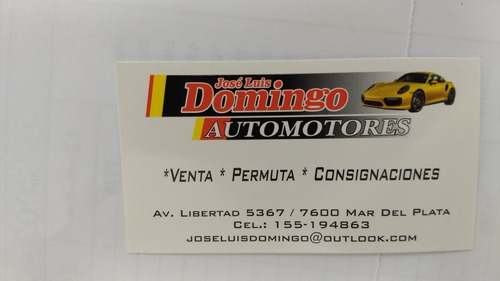 José Luis
Domingo
AUTOMOTORES
*VENTA * PERMUTA * CONSIGNACIONES
AV. LIBERTAD 5367 / 7600 MAR DEL PLATA
CEL.: 155-194863
JOSELUISDOMINGO@OUTLOOK.COM